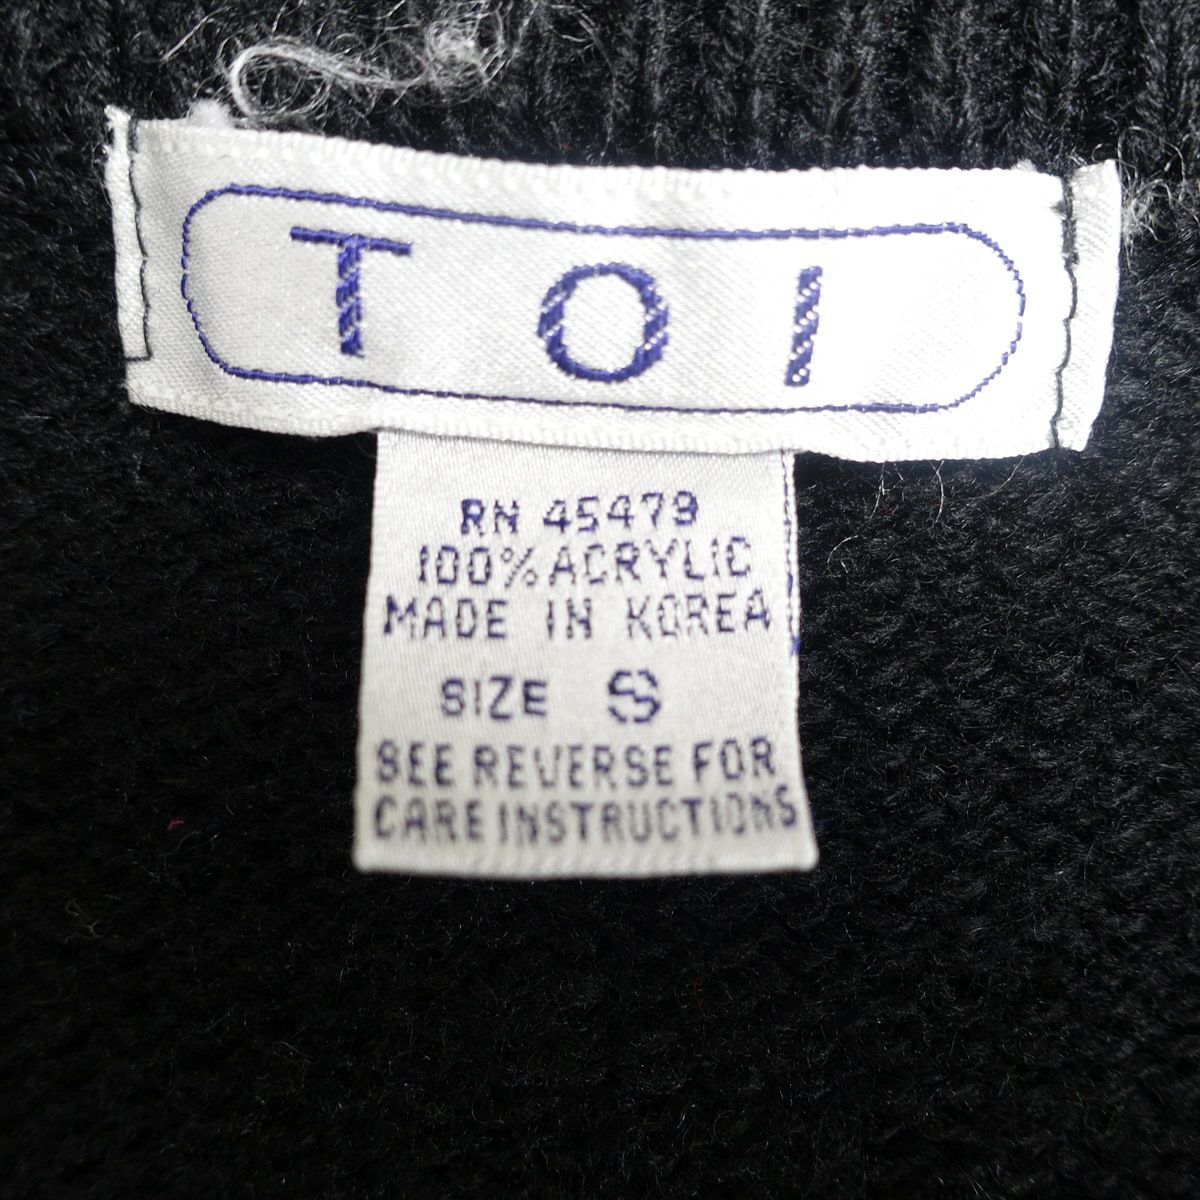 TOI
RN 45479
100% ACRYLIC
MADE IN KOREA
SIZE S
SEE REVERSE FOR
CARE INSTRUCTIONS